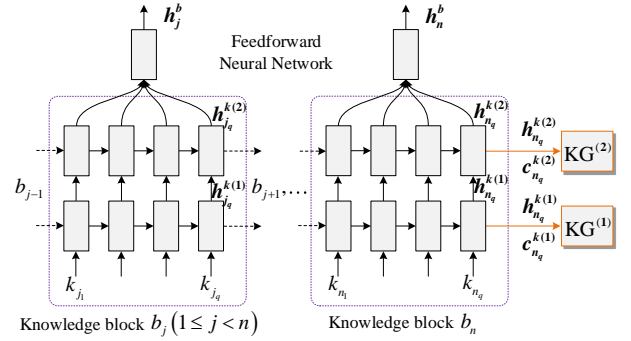 h_j^b
h_n^b
Feedforward
Neural Network
h_{j_q}^{k(2)}
h_{n_q}^{k(2)}
h_{n_q}^{k(2)}
KG^{(2)}
c_{n_q}^{k(2)}
b_{j-1}
h_{j_q}^{k(1)}
b_{j+1},...
h_{n_q}^{k(1)}
h_{n_q}^{k(1)}
KG^{(1)}
c_{n_q}^{k(1)}
k_{j_1}
k_{j_q}
k_{n_1}
k_{n_q}
Knowledge block b_j (1≤ j < n)
Knowledge block b_n